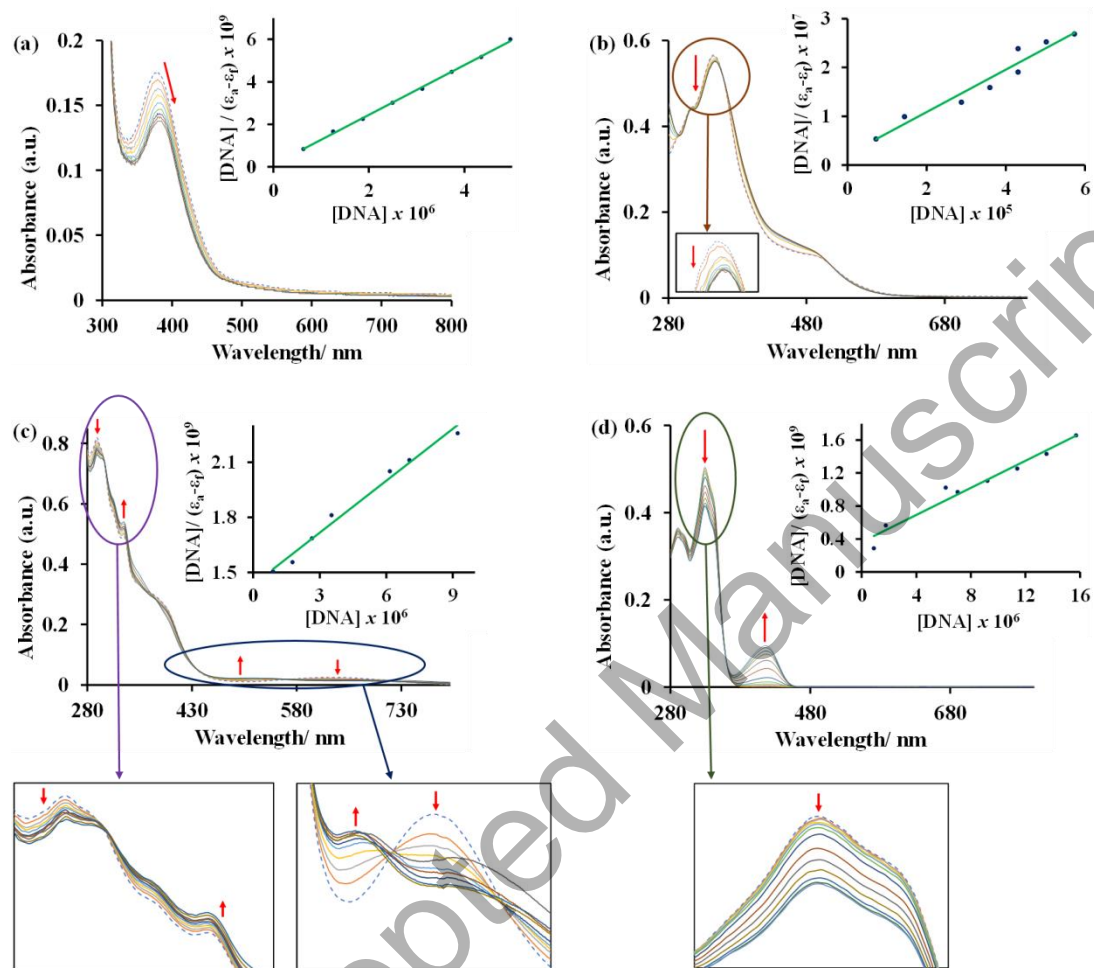 (a)
Absorbance (a.u.)
0.2
0.15
0.1
0.05
0
300 400 500 600 700 800
Wavelength/ nm
[DNA] / (εa-εf) x 10⁹
9
6
4
2
0
0 2 4
[DNA] x 10⁶
(b)
Absorbance (a.u.)
0.6
0.4
0.2
0
280 480 680
Wavelength/ nm
[DNA] / (εa-εf) x 10⁷
3
2
1
0
0 2 4 6
[DNA] x 10⁵
(c)
Absorbance (a.u.)
0.8
0.6
0.4
0.2
0
280 430 580 730
Wavelength/ nm
[DNA]/ (εa-εf) x 10⁹
2.1
1.8
1.5
0 3 6 9
[DNA] x 10⁶
(d)
Absorbance (a.u.)
0.6
0.4
0.2
0
280 480 680
Wavelength/ nm
[DNA]/ (εa-εf) x 10⁹
1.6
1.2
0.8
0.4
0
0 4 8 12 16
[DNA] x 10⁶
pted Manuscrip